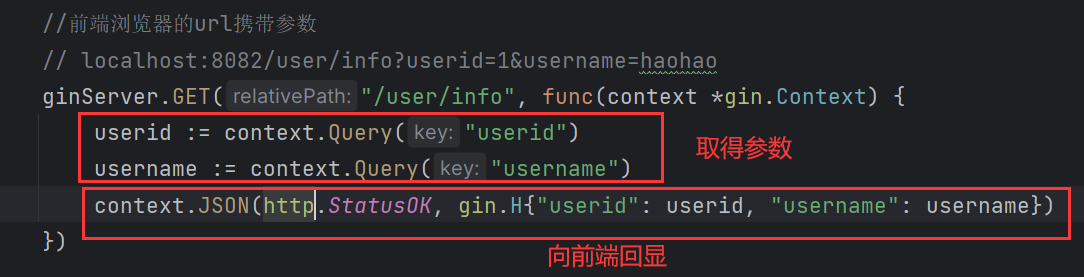 //前端浏览器的url携带参数
// localhost:8082/user/info?userid=1&username=haohao
ginServer.GET( relativePath: "/user/info", func(context *gin.Context) {
userid := context.Query( key: "userid")
取得参数
username := context.Query( key: "username")
context.JSON(http.StatusOK, gin.H{"userid": userid, "username": username})
})
向前端回显